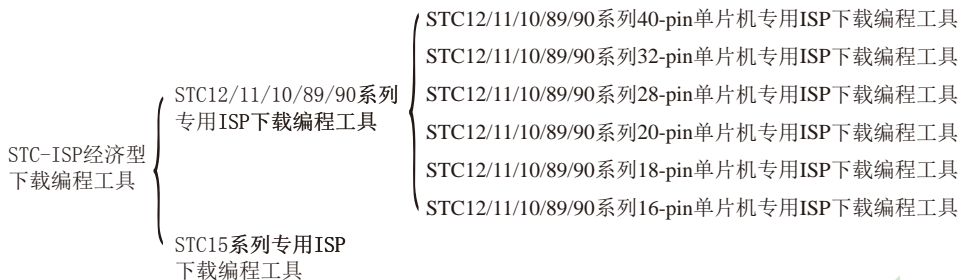 STC12/11/10/89/90系列40-pin单片机专用ISP下载编程工具
STC12/11/10/89/90系列32-pin单片机专用ISP下载编程工具
STC12/11/10/89/90系列
专用ISP下载编程工具
STC12/11/10/89/90系列28-pin单片机专用ISP下载编程工具
STC12/11/10/89/90系列20-pin单片机专用ISP下载编程工具
STC-ISP经济型
下载编程工具
STC12/11/10/89/90系列18-pin单片机专用ISP下载编程工具
STC12/11/10/89/90系列16-pin单片机专用ISP下载编程工具
STC15系列专用ISP
下载编程工具